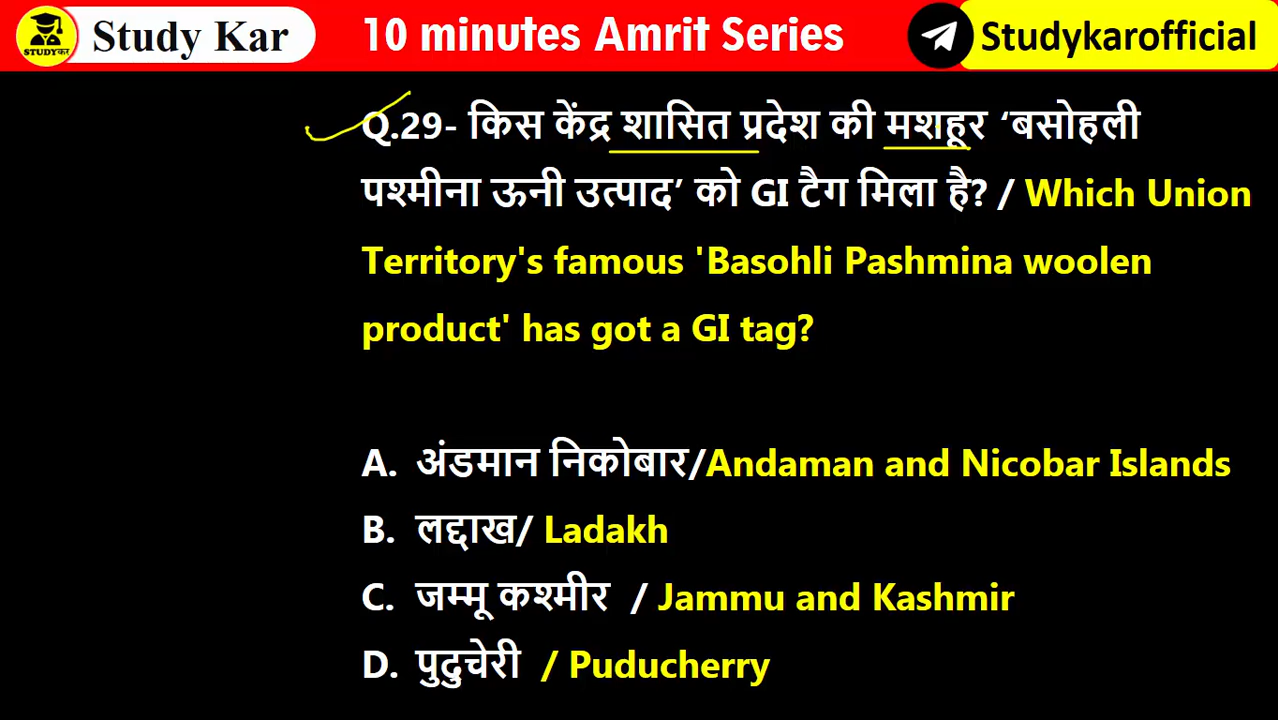 STUDYकर
Study Kar
10 minutes Amrit Series
Studykarofficial
Q.29- किस केंद्र शासित प्रदेश की मशहूर ‘बसोहली
पश्मीना ऊनी उत्पाद’ को GI टैग मिला है? / Which Union
Territory's famous 'Basohli Pashmina woolen
product' has got a GI tag?
A. अंडमान निकोबार/Andaman and Nicobar Islands
B. लद्दाख/ Ladakh
C. जम्मू कश्मीर / Jammu and Kashmir
D. पुदुचेरी / Puducherry